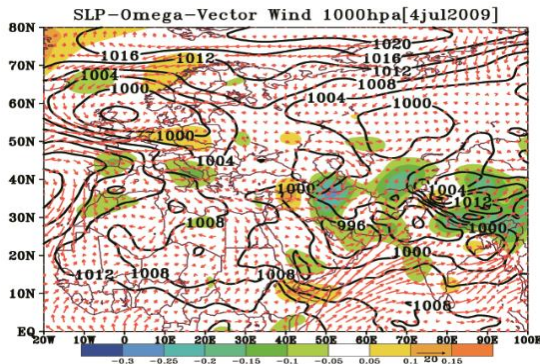 SLP-Omega-Vector Wind 1000hpa[4jul2009]
80N
1020
1016
1012
1016
70N
1012
1004
1008
1000
1004
1000
60N
50N
1000
1004
40N
1000
1004
1012
30N
1008
996
1000
1000
20N
1012
1008
1008
10N
1008
EQ
20W
10W
0
10E
20E
30E
40E
50E
60E
70E
80E
90E
100E
20
-0.3
-0.25
-0.2
-0.15
-0.1
-0.05
0.05
0.1
0.15